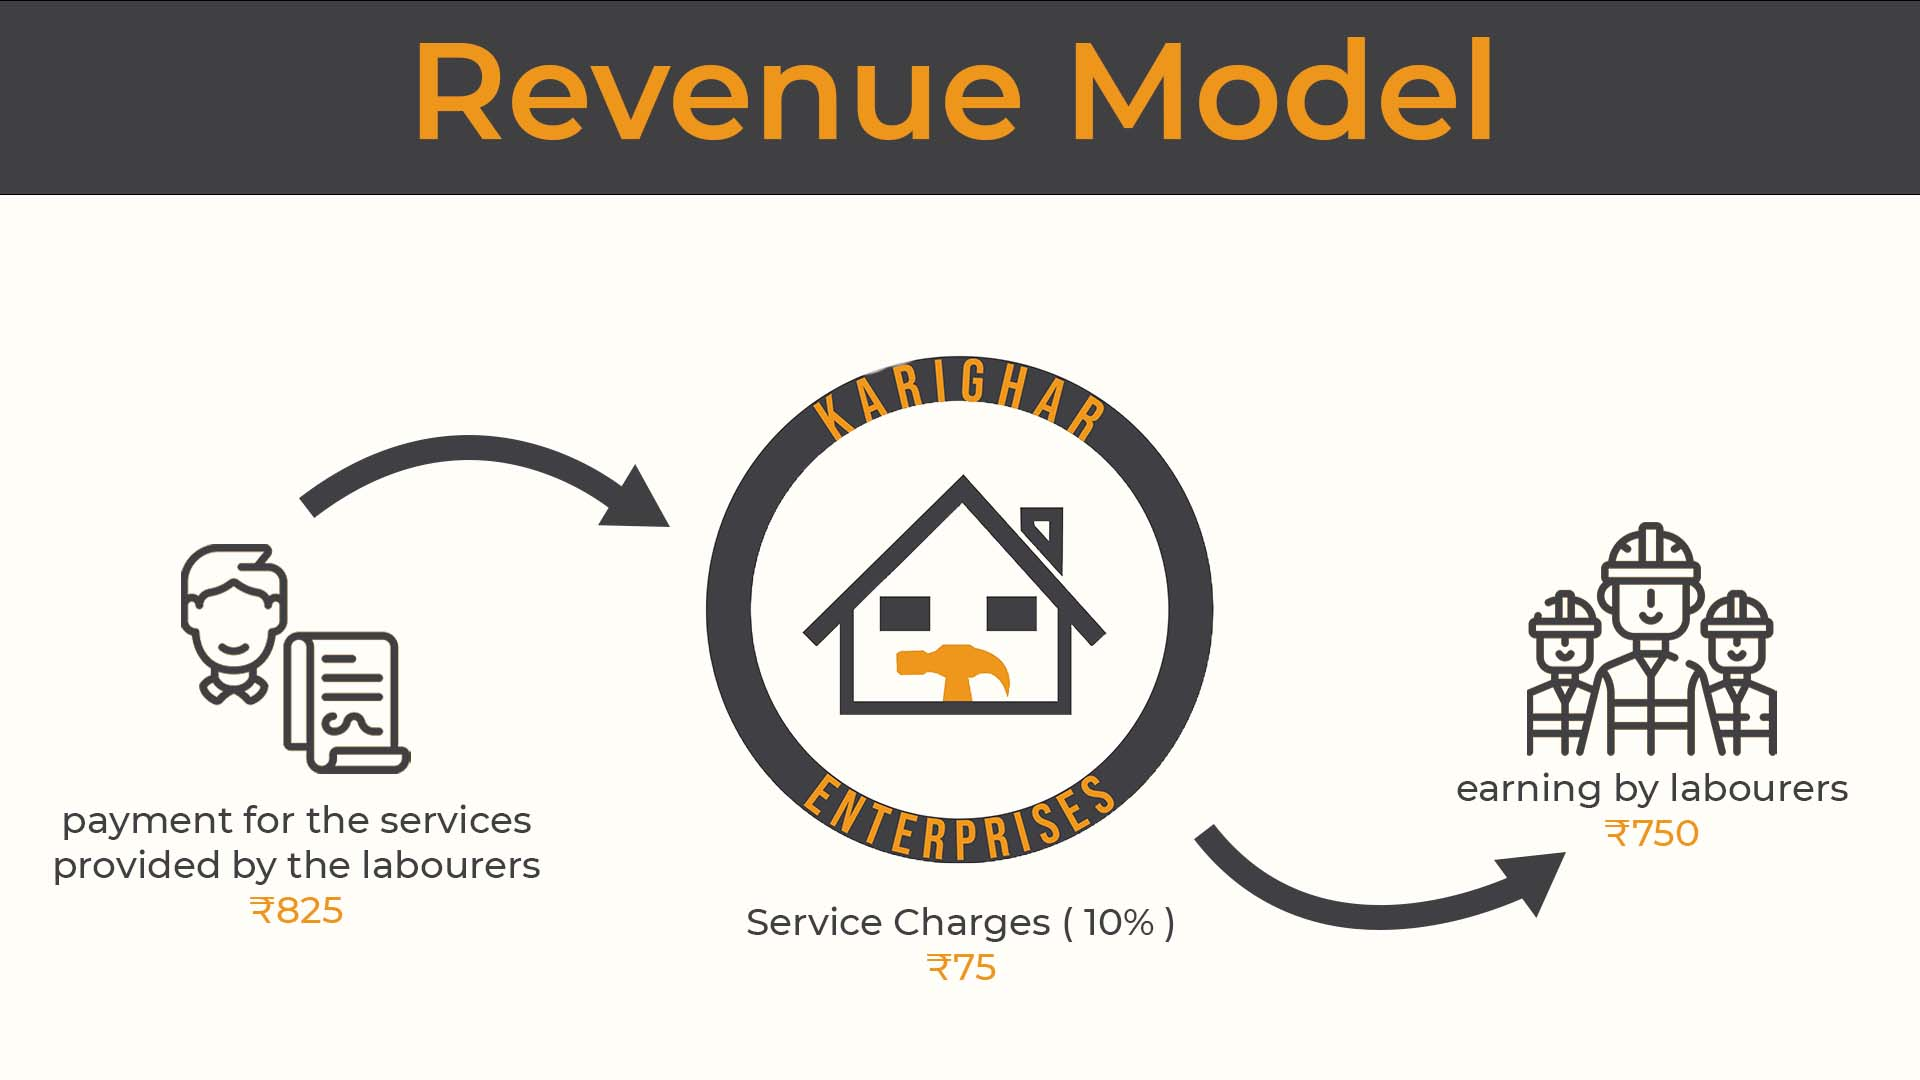 Revenue Model
KARIGHAR
ENTERPRISES
payment for the services
provided by the labourers
₹825
Service Charges ( 10% )
₹75
earning by labourers
₹750